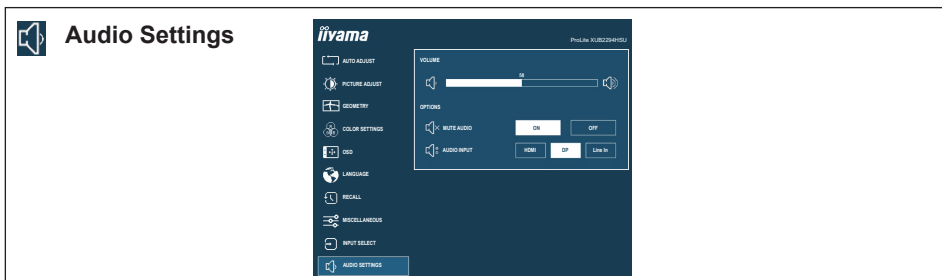 Audio Settings
iiyama
ProLite XUB2294HSU
AUTO ADJUST
PICTURE ADJUST
GEOMETRY
COLOR SETTINGS
OSD
LANGUAGE
RECALL
MISCELLANEOUS
INPUT SELECT
AUDIO SETTINGS
VOLUME
50
OPTIONS
MUTE AUDIO ON OFF
AUDIO INPUT HDMI DP Line In